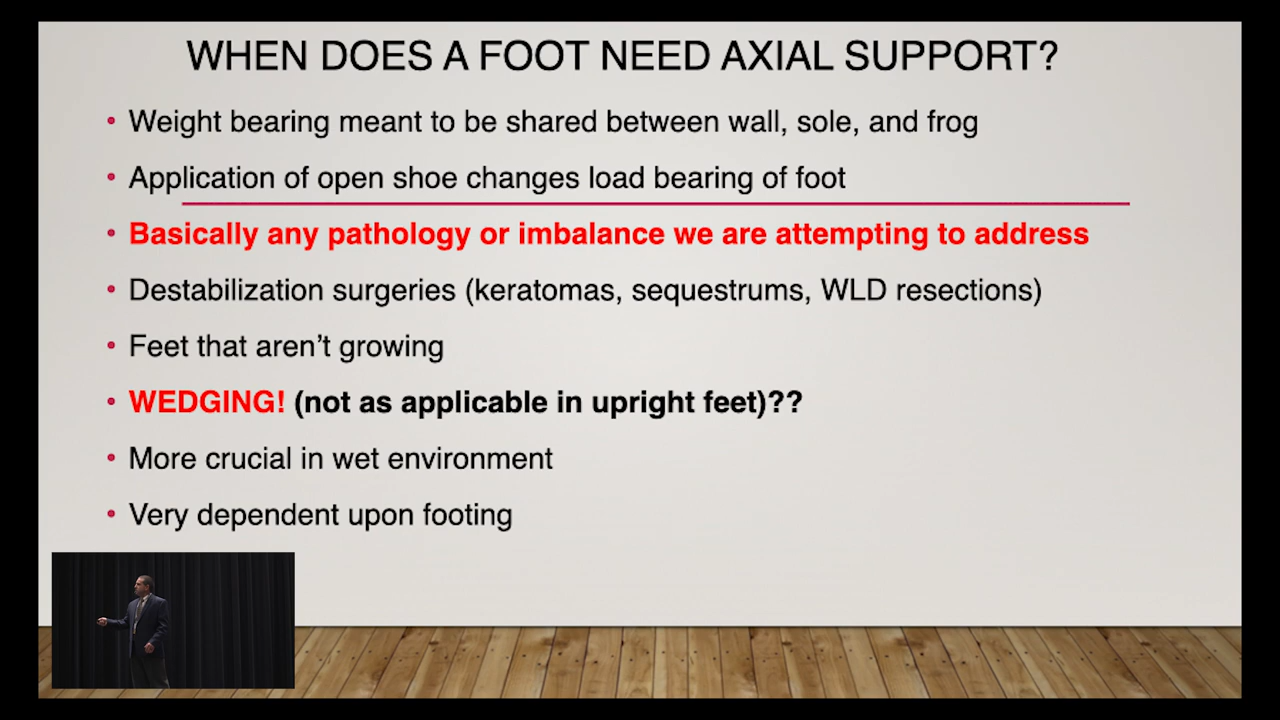 WHEN DOES A FOOT NEED AXIAL SUPPORT?
• Weight bearing meant to be shared between wall, sole, and frog
• Application of open shoe changes load bearing of foot
• Basically any pathology or imbalance we are attempting to address
• Destabilization surgeries (keratomas, sequestrums, WLD resections)
• Feet that aren’t growing
• WEDGING! (not as applicable in upright feet)??
• More crucial in wet environment
• Very dependent upon footing